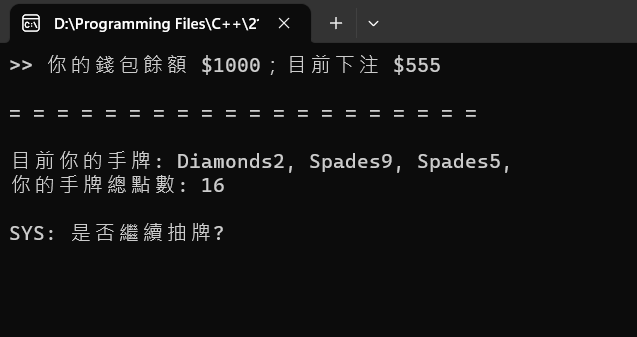 D:\Programming Files\C++\2
>> 你的錢包餘額 $1000；目前下注 $555
= = = = = = = = = = = = = = = = = = = =
目前你的手牌: Diamonds2, Spades9, Spades5,
你的手牌總點數: 16
SYS: 是否繼續抽牌?